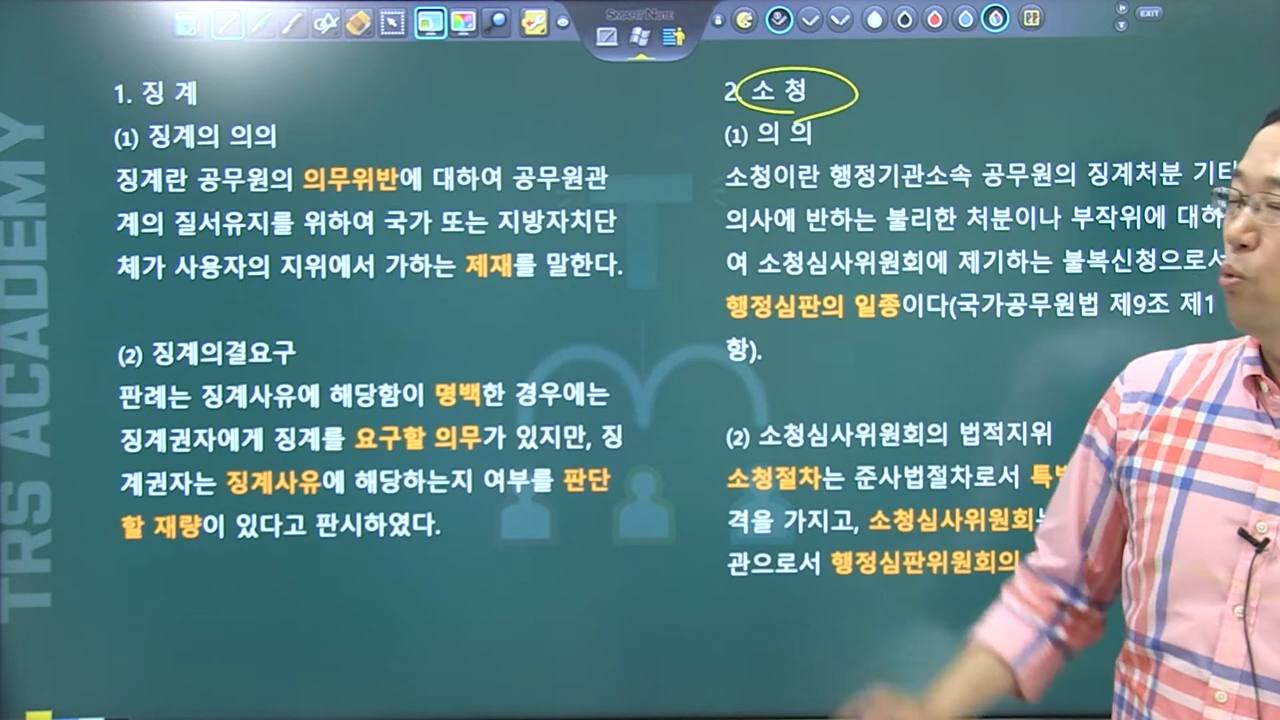 SMARTNOTE
EXIT
TRS ACADEMY
1. 징 계
(1) 징계의 의의
징계란 공무원의 의무위반에 대하여 공무원관
계의 질서유지를 위하여 국가 또는 지방자치단
체가 사용자의 지위에서 가하는 제재를 말한다.
(2) 징계의결요구
판례는 징계사유에 해당함이 명백한 경우에는
징계권자에게 징계를 요구할 의무가 있지만, 징
계권자는 징계사유에 해당하는지 여부를 판단
할 재량이 있다고 판시하였다.
2. 소 청
(1) 의 의
소청이란 행정기관소속 공무원의 징계처분 기타
의사에 반하는 불리한 처분이나 부작위에 대하
여 소청심사위원회에 제기하는 불복신청으로서
행정심판의 일종이다(국가공무원법 제9조 제1
항).
(2) 소청심사위원회의 법적지위
소청절차는 준사법절차로서
격을 가지고, 소청심사위원회
관으로서 행정심판위원회의